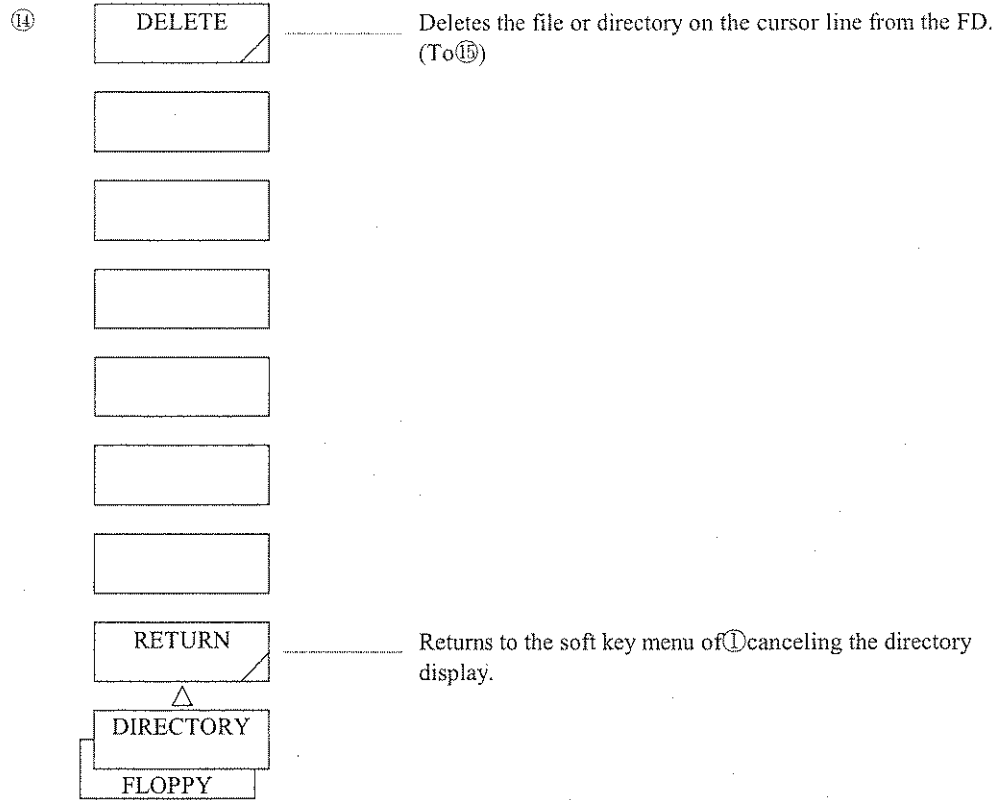 ⑭
DELETE
Deletes the file or directory on the cursor line from the FD.
(To⑮)
RETURN
Returns to the soft key menu of①canceling the directory
display.
DIRECTORY
FLOPPY